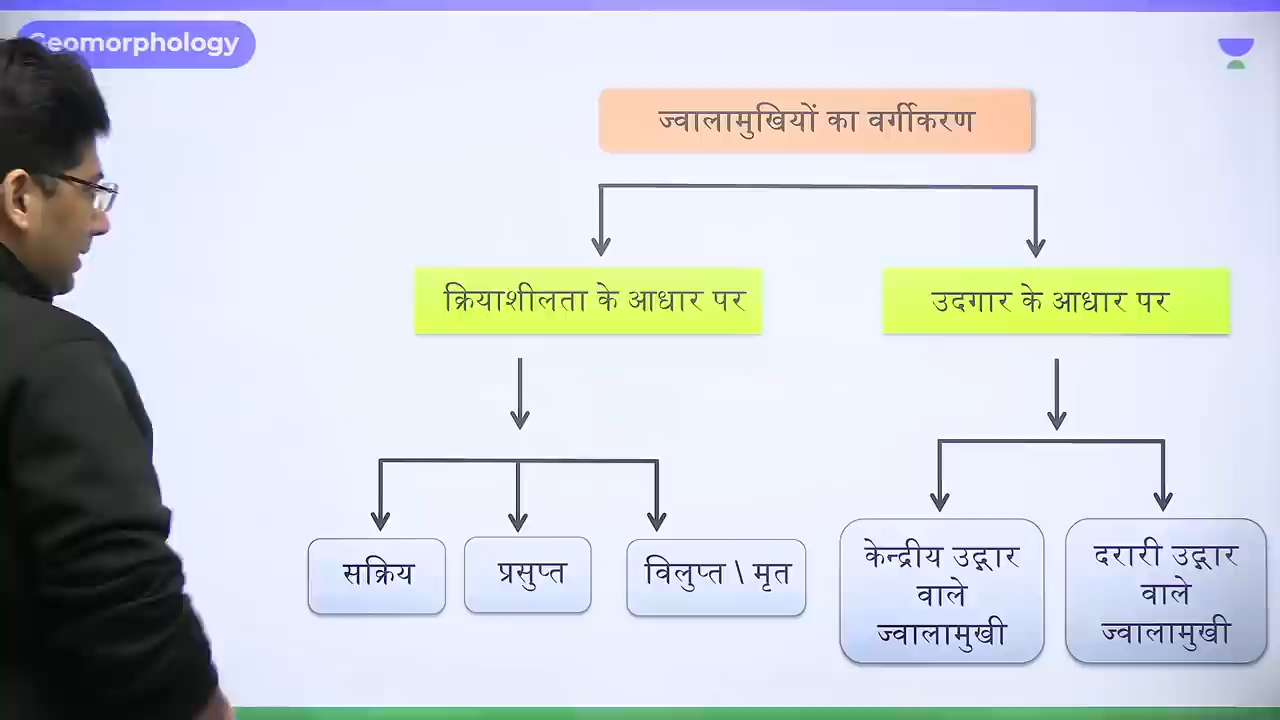 Geomorphology
ज्वालामुखियों का वर्गीकरण
क्रियाशीलता के आधार पर
उदगार के आधार पर
सक्रिय
प्रसुप्त
विलुप्त \ मृत
केन्द्रीय उद्गार
वाले
ज्वालामुखी
दरारी उद्गार
वाले
ज्वालामुखी